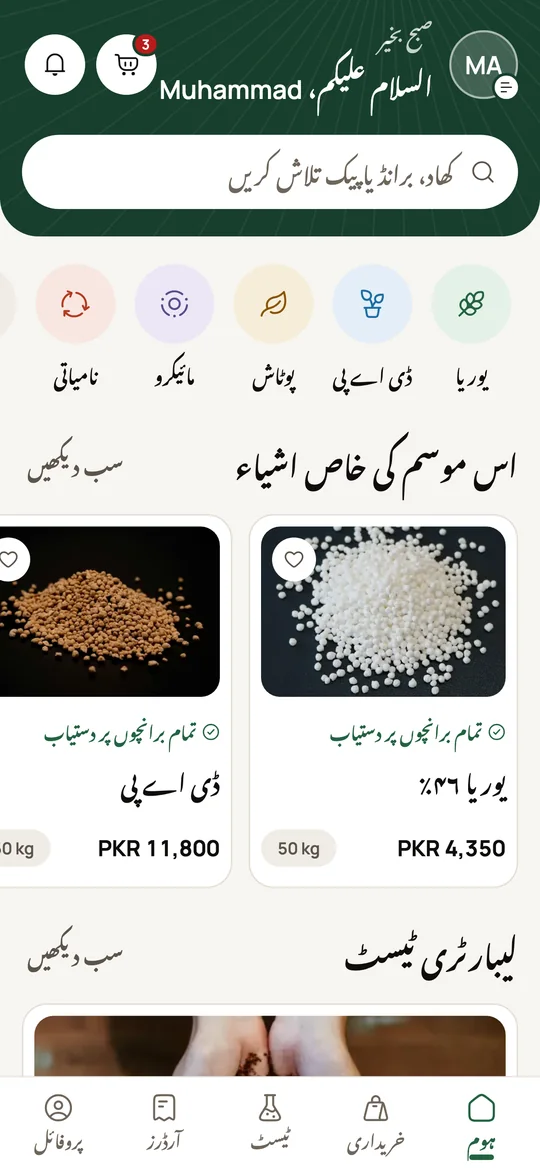 صبح بخیر
السلام علیکم، Muhammad
MA
3
کھاد، برانڈ یا پیک تلاش کریں
یوریا
ڈی اے پی
پوٹاش
مائیکرو
نامیاتی
اس موسم کی خاص اشیاء
سب دیکھیں
تمام برانچوں پر دستیاب
یوریا ۴۶٪
PKR 4,350
50 kg
تمام برانچوں پر دستیاب
ڈی اے پی
PKR 11,800
0 kg
لیبارٹری ٹیسٹ
سب دیکھیں
ہوم
خریداری
ٹیسٹ
آرڈرز
پروفائل